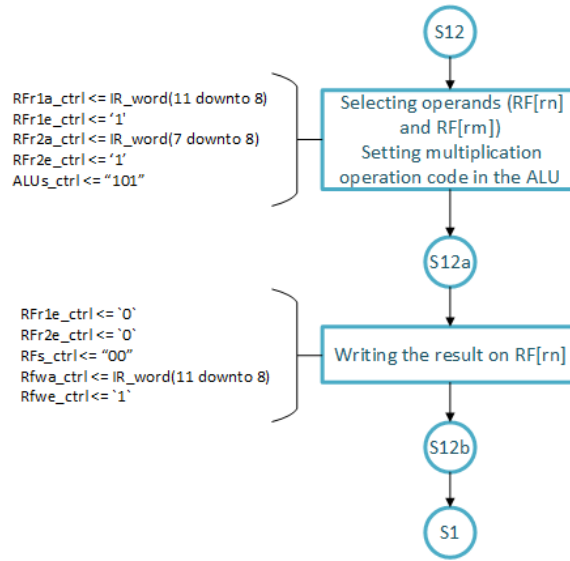 S12
RFr1a_ctrl <= IR_word(11 downto 8)
RFr1e_ctrl <= ‘1'
RFr2a_ctrl <= IR_word(7 downto 8)
RFr2e_ctrl <= ‘1’
ALUs_ctrl <= “101”
Selecting operands (RF[rn]
and RF[rm])
Setting multiplication
operation code in the ALU
S12a
RFr1e_ctrl <= `0`
RFr2e_ctrl <= `0`
RFs_ctrl <= “00”
Rfwa_ctrl <= IR_word(11 downto 8)
Rfwe_ctrl <= `1`
Writing the result on RF[rn]
S12b
S1